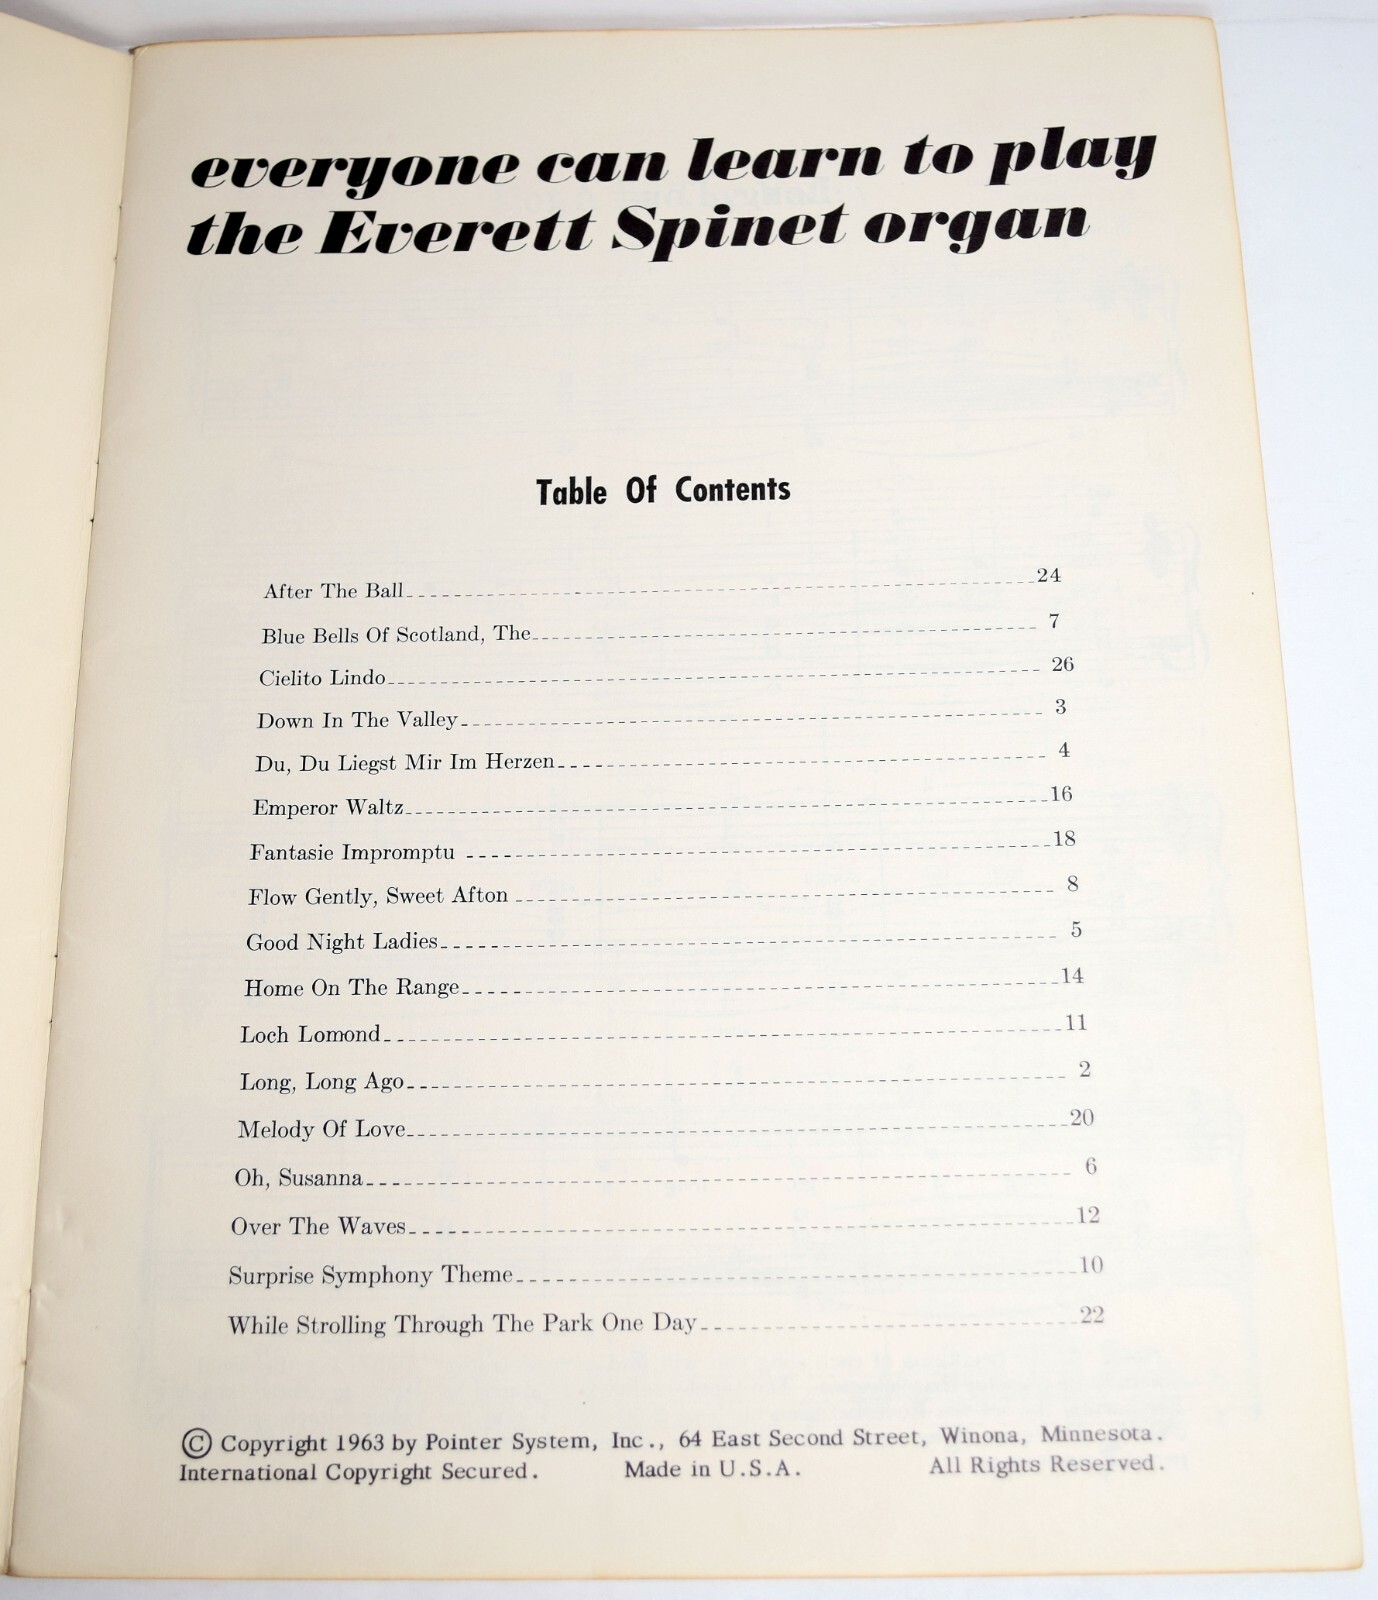 everyone can learn to play
the Everett Spinet organ
Table Of Contents
After The Ball 24
Blue Bells Of Scotland, The 7
Cielito Lindo 26
Down In The Valley 3
Du, Du Liegst Mir Im Herzen 4
Emperor Waltz 16
Fantasie Impromptu 18
Flow Gently, Sweet Afton 8
Good Night Ladies 5
Home On The Range 14
Loch Lomond 11
Long, Long Ago 2
Melody Of Love 20
Oh, Susanna 6
Over The Waves 12
Surprise Symphony Theme 10
While Strolling Through The Park One Day 22
© Copyright 1963 by Pointer System, Inc., 64 East Second Street, Winona, Minnesota.
International Copyright Secured. Made in U.S.A. All Rights Reserved.